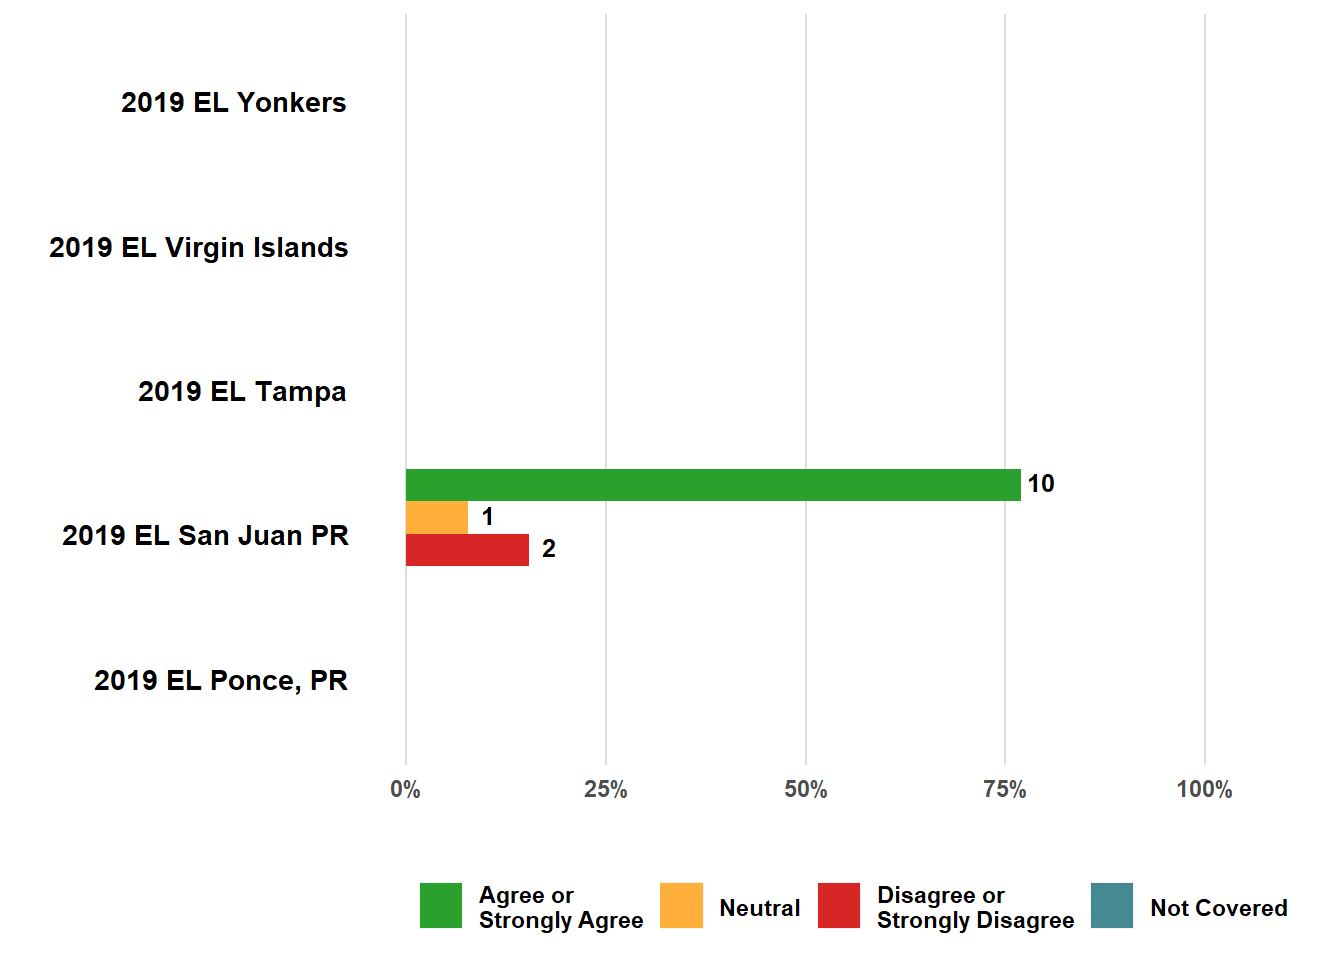 2019 EL Yonkers
2019 EL Virgin Islands
2019 EL Tampa
10
1
2019 EL San Juan PR
2
2019 EL Ponce, PR
0%
25%
50%
75%
100%
Agree or
Strongly Agree
Neutral
Disagree or
Strongly Disagree
Not Covered